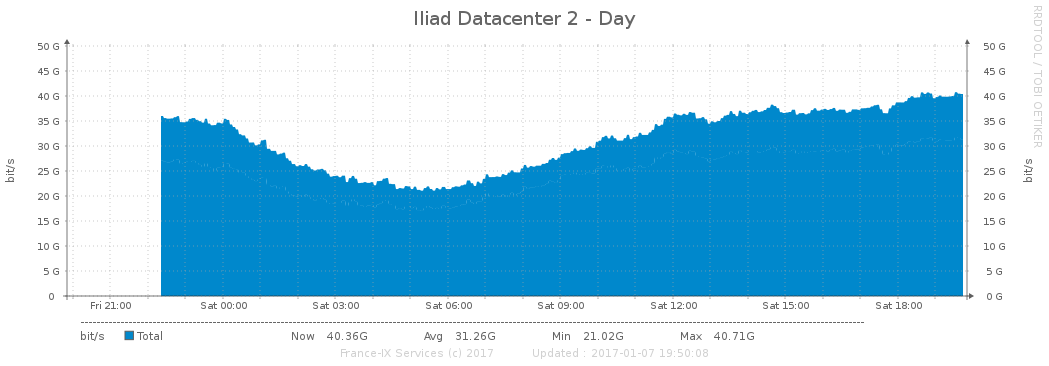 Iliad Datacenter 2 - Day
RRDTOOL / TOBI OETIKER
50 G 50 G
45 G 45 G
40 G 40 G
35 G 35 G
30 G 30 G
25 G 25 G
20 G 20 G
15 G 15 G
10 G 10 G
5 G 5 G
0 0 G
bit/s bit/s
Fri 21:00 Sat 00:00 Sat 03:00 Sat 06:00 Sat 09:00 Sat 12:00 Sat 15:00 Sat 18:00
bit/s Total Now 40.36G Avg 31.26G Min 21.02G Max 40.71G
France-IX Services (c) 2017 Updated : 2017-01-07 19:50:08